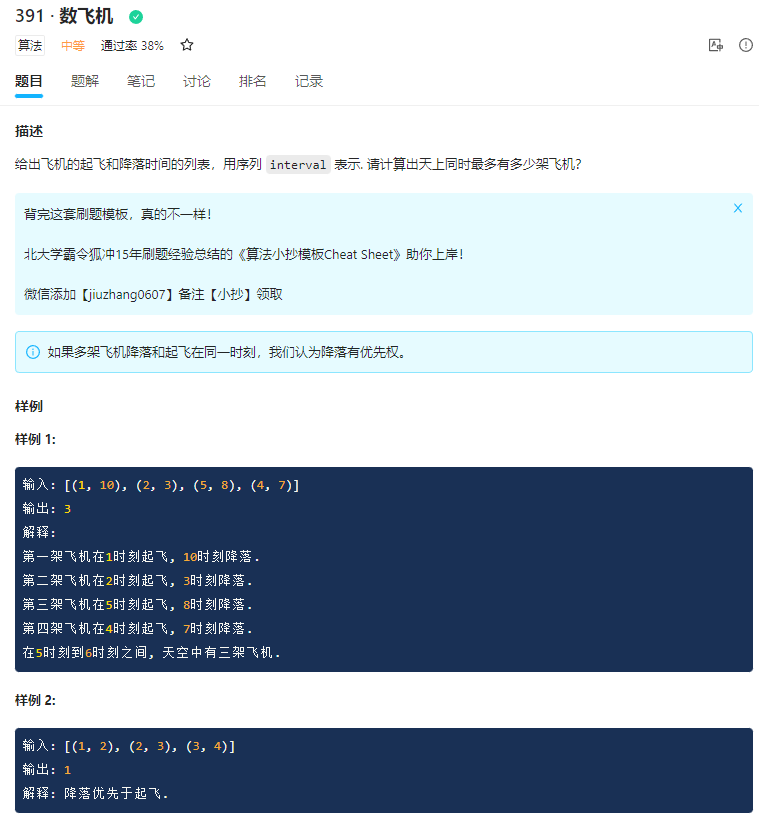 391 · 数飞机
算法 中等 通过率 38%
题目 题解 笔记 讨论 排名 记录
描述
给出飞机的起飞和降落时间的列表，用序列 interval 表示. 请计算出天上同时最多有多少架飞机？
背完这套刷题模板，真的不一样！
北大学霸令狐冲15年刷题经验总结的《算法小抄模板Cheat Sheet》助你上岸！
微信添加【jiuzhang0607】备注【小抄】领取
如果多架飞机降落和起飞在同一时刻，我们认为降落有优先权。
样例
样例 1:
输入: [(1, 10), (2, 3), (5, 8), (4, 7)]
输出: 3
解释:
第一架飞机在1时刻起飞, 10时刻降落.
第二架飞机在2时刻起飞, 3时刻降落.
第三架飞机在5时刻起飞, 8时刻降落.
第四架飞机在4时刻起飞, 7时刻降落.
在5时刻到6时刻之间, 天空中有三架飞机.
样例 2:
输入: [(1, 2), (2, 3), (3, 4)]
输出: 1
解释: 降落优先于起飞.